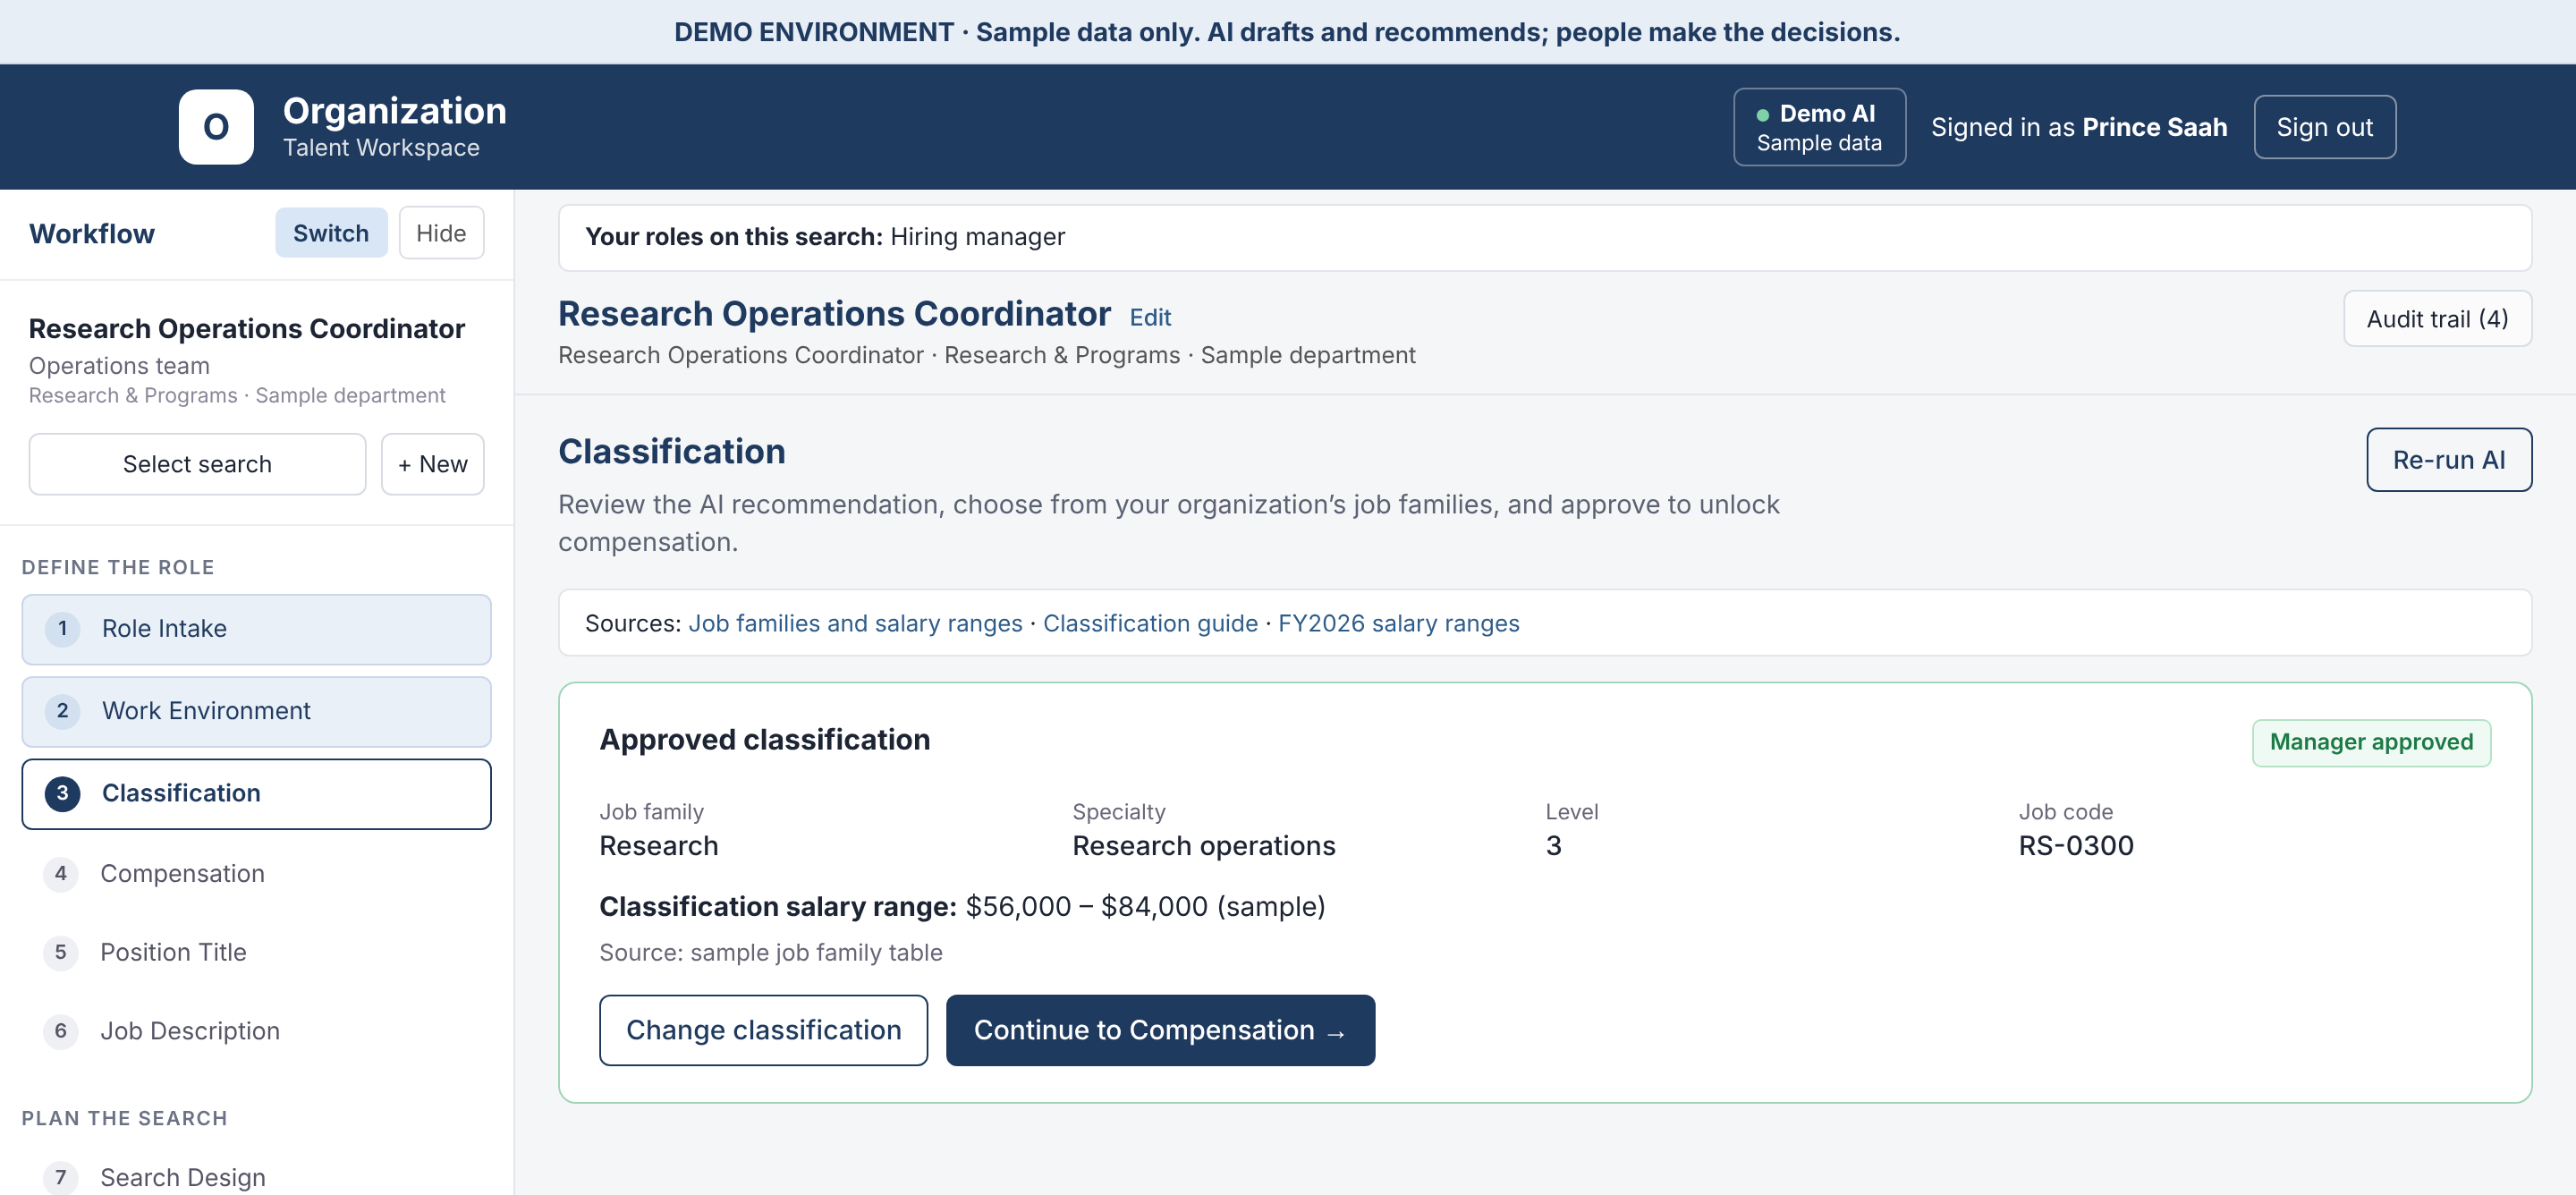 DEMO ENVIRONMENT · Sample data only. AI drafts and recommends; people make the decisions.
O
Organization
Talent Workspace
Demo AI
Sample data
Signed in as Prince Saah
Sign out
Workflow
Switch
Hide
Research Operations Coordinator
Operations team
Research & Programs · Sample department
Select search
+ New
DEFINE THE ROLE
1 Role Intake
2 Work Environment
3 Classification
4 Compensation
5 Position Title
6 Job Description
PLAN THE SEARCH
7 Search Design
Your roles on this search: Hiring manager
Research Operations Coordinator Edit
Audit trail (4)
Research Operations Coordinator · Research & Programs · Sample department
Classification
Re-run AI
Review the AI recommendation, choose from your organization’s job families, and approve to unlock
compensation.
Sources: Job families and salary ranges · Classification guide · FY2026 salary ranges
Approved classification
Manager approved
Job family Specialty Level Job code
Research Research operations 3 RS-0300
Classification salary range: $56,000 – $84,000 (sample)
Source: sample job family table
Change classification
Continue to Compensation →